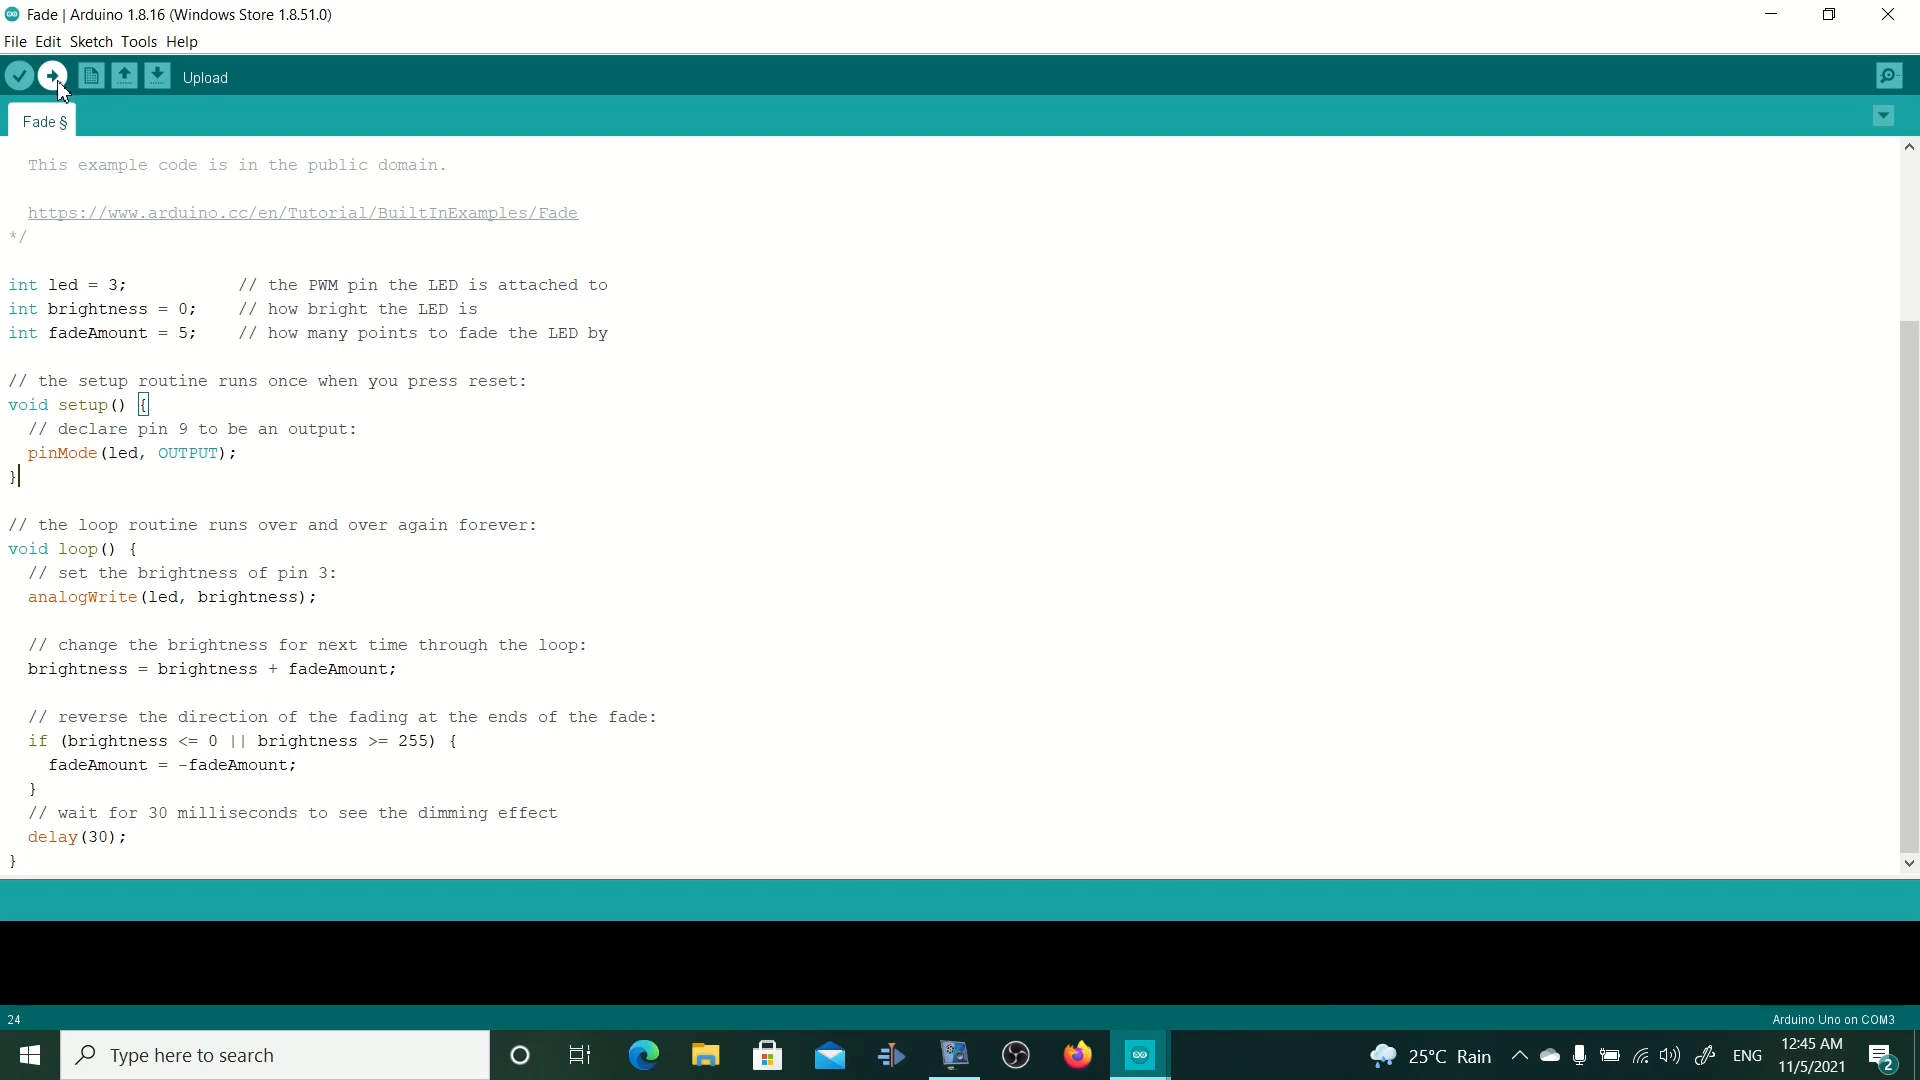 Fade | Arduino 1.8.16 (Windows Store 1.8.51.0)
File Edit Sketch Tools Help
Upload
Fade §
This example code is in the public domain.
https://www.arduino.cc/en/Tutorial/BuiltInExamples/Fade
*/
int led = 3;           // the PWM pin the LED is attached to
int brightness = 0;    // how bright the LED is
int fadeAmount = 5;    // how many points to fade the LED by
// the setup routine runs once when you press reset:
void setup() {
// declare pin 9 to be an output:
pinMode(led, OUTPUT);
}
// the loop routine runs over and over again forever:
void loop() {
// set the brightness of pin 3:
analogWrite(led, brightness);
// change the brightness for next time through the loop:
brightness = brightness + fadeAmount;
// reverse the direction of the fading at the ends of the fade:
if (brightness <= 0 || brightness >= 255) {
fadeAmount = -fadeAmount;
}
// wait for 30 milliseconds to see the dimming effect
delay(30);
}
24
Arduino Uno on COM3
Type here to search
25°C Rain
ENG
12:45 AM
11/5/2021
2